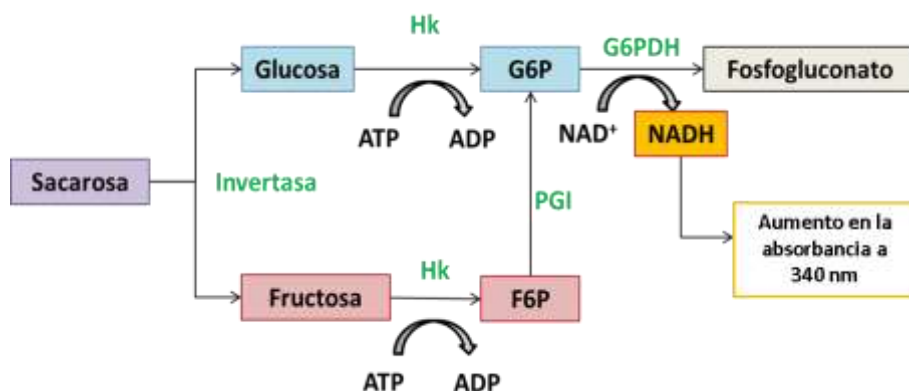 Hk
G6PDH
Glucosa
G6P
Fosfogluconato
ATP
ADP
NAD⁺
NADH
Sacarosa
Invertasa
PGI
Aumento en la
absorbancia a
340 nm
Hk
Fructosa
F6P
ATP
ADP